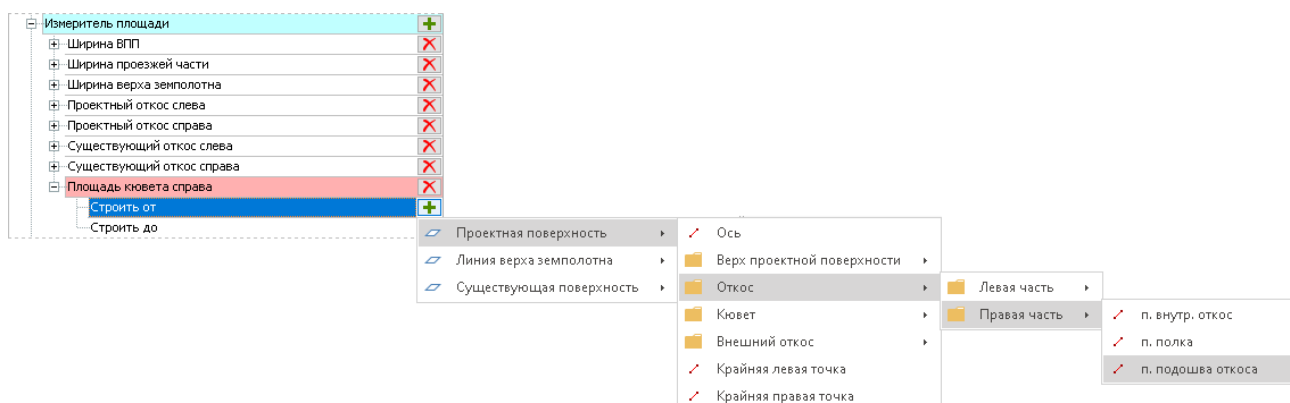 Измеритель площади
Ширина ВПП
Ширина проезжей части
Ширина верха земполотна
Проектный откос слева
Проектный откос справа
Существующий откос слева
Существующий откос справа
Площадь кювета справа
Строить от
Строить до
Проектная поверхность
Линия верха земполотна
Существующая поверхность
Ось
Верх проектной поверхности
Откос
Кювет
Внешний откос
Крайняя левая точка
Крайняя правая точка
Левая часть
Правая часть
п. внутр. откос
п. полка
п. подошва откоса